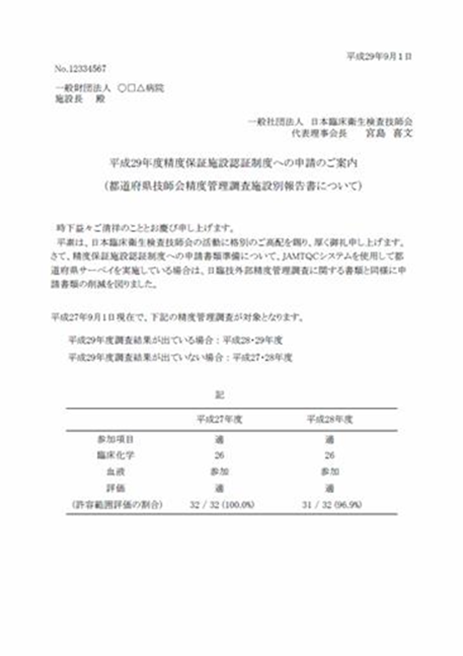 平成29年9月1日
No.12334567
一般財団法人 〇□△病院
施設長 殿
一般社団法人 日本臨床衛生検査技師会
代表理事会長 宮島 喜文
平成29年度精度保証施設認証制度への申請のご案内
(都道府県技師会精度管理調査施設別報告書について)
時下益々ご清祥のこととお慶び申し上げます。
平素は、日本臨床衛生検査技師会の活動に格別のご高配を賜り、厚く御礼申し上げます。
さて、精度保証施設認証制度への申請書類準備について、JAMTQCシステムを使用して都
道府県サーベイを実施している場合は、日臨技外部精度管理調査に関する書類と同様に申
請書類の削減を図りました。
平成27年9月1日現在で、下記の精度管理調査が対象となります。
平成29年度調査結果が出ている場合：平成28・29年度
平成29年度調査結果が出ていない場合：平成27・28年度
記
平成27年度 平成28年度
参加項目 適 適
臨床化学 26 26
血液 参加 参加
評価 適 適
(許容範囲評価の割合) 32 / 32 (100.0%) 31 / 32 (96.9%)